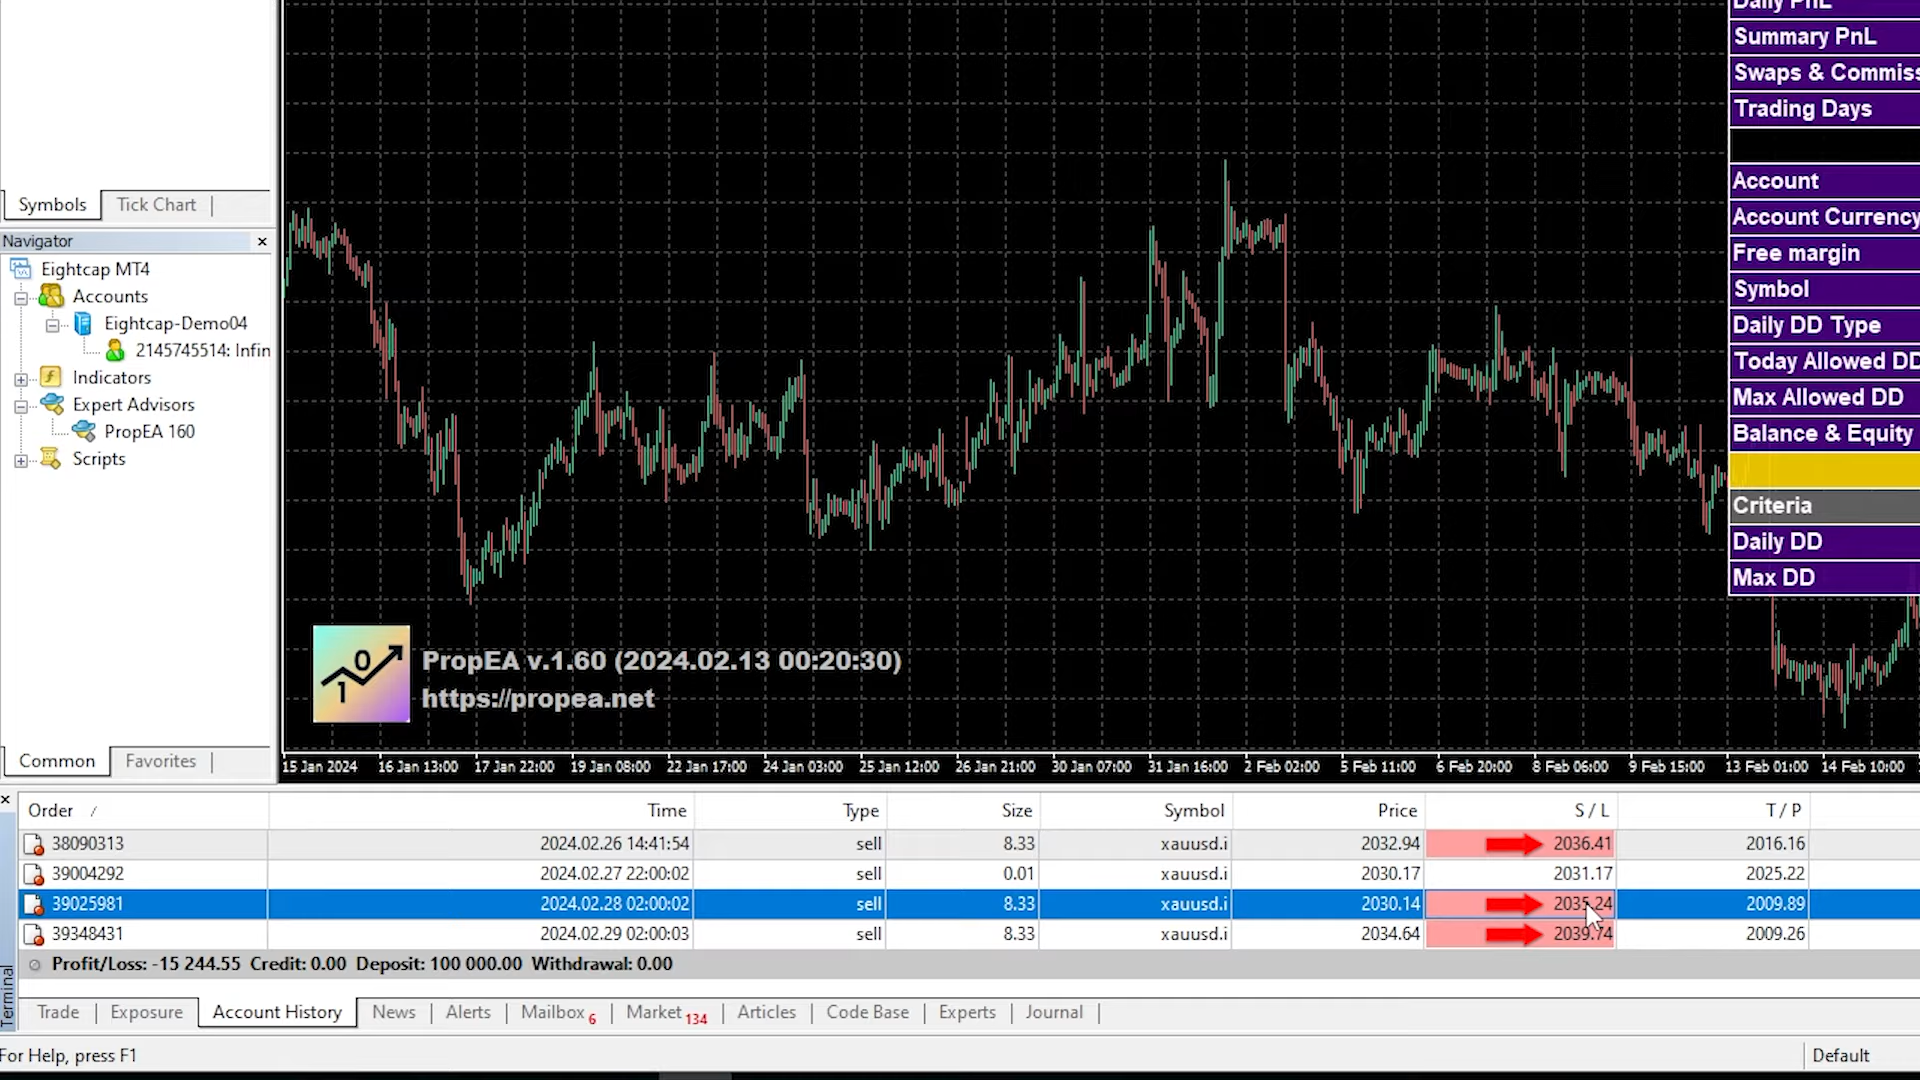 Daily PnL
Summary PnL
Swaps & Commiss
Trading Days
Account
Account Currency
Free margin
Symbol
Daily DD Type
Today Allowed DD
Max Allowed DD
Balance & Equity
Criteria
Daily DD
Max DD
Symbols | Tick Chart |
Navigator
Eightcap MT4
Accounts
Eightcap-Demo04
2145745514: Infin
Indicators
Expert Advisors
PropEA 160
Scripts
Common | Favorites |
PropEA v.1.60 (2024.02.13 00:20:30)
https://propea.net
15 Jan 2024 16 Jan 13:00 17 Jan 22:00 19 Jan 08:00 22 Jan 17:00 24 Jan 03:00 25 Jan 12:00 26 Jan 21:00 30 Jan 07:00 31 Jan 16:00 2 Feb 02:00 5 Feb 11:00 6 Feb 20:00 8 Feb 06:00 9 Feb 15:00 13 Feb 01:00 14 Feb 10:00
Order / Time Type Size Symbol Price S / L T / P
38090313 2024.02.26 14:41:54 sell 8.33 xauusd.i 2032.94 2036.41 2016.16
39004292 2024.02.27 22:00:02 sell 0.01 xauusd.i 2030.17 2031.17 2025.22
39025981 2024.02.28 02:00:02 sell 8.33 xauusd.i 2030.14 2035.24 2009.89
39348431 2024.02.29 02:00:03 sell 8.33 xauusd.i 2034.64 2039.74 2009.26
Profit/Loss: -15 244.55 Credit: 0.00 Deposit: 100 000.00 Withdrawal: 0.00
Terminal
Trade | Exposure | Account History | News | Alerts | Mailbox 6 | Market 134 | Articles | Code Base | Experts | Journal |
For Help, press F1
Default